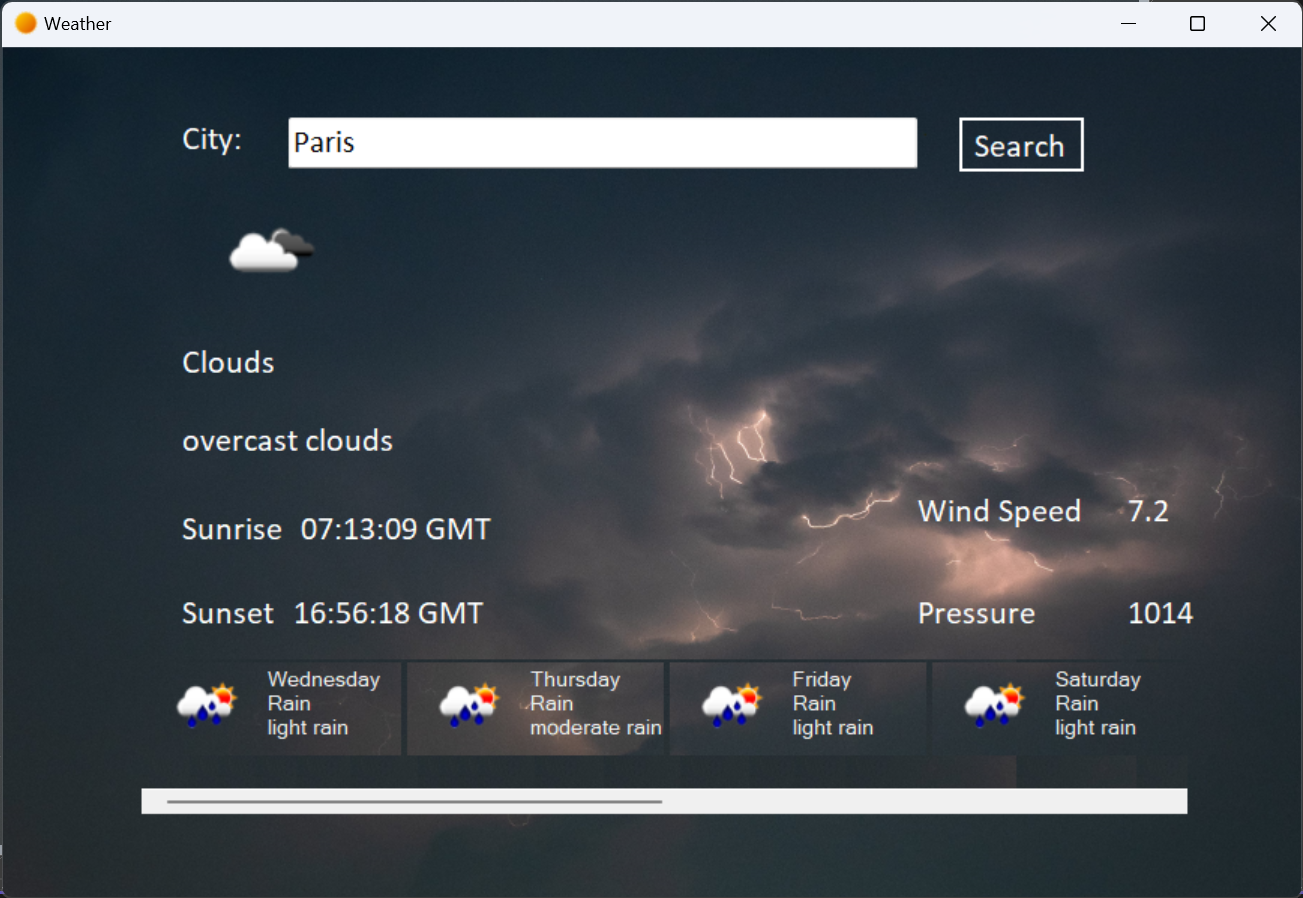 Weather
City: Paris Search
Clouds
overcast clouds
Wind Speed 7.2
Sunrise 07:13:09 GMT
Sunset 16:56:18 GMT
Pressure 1014
Wednesday
Rain
light rain
Thursday
Rain
moderate rain
Friday
Rain
light rain
Saturday
Rain
light rain